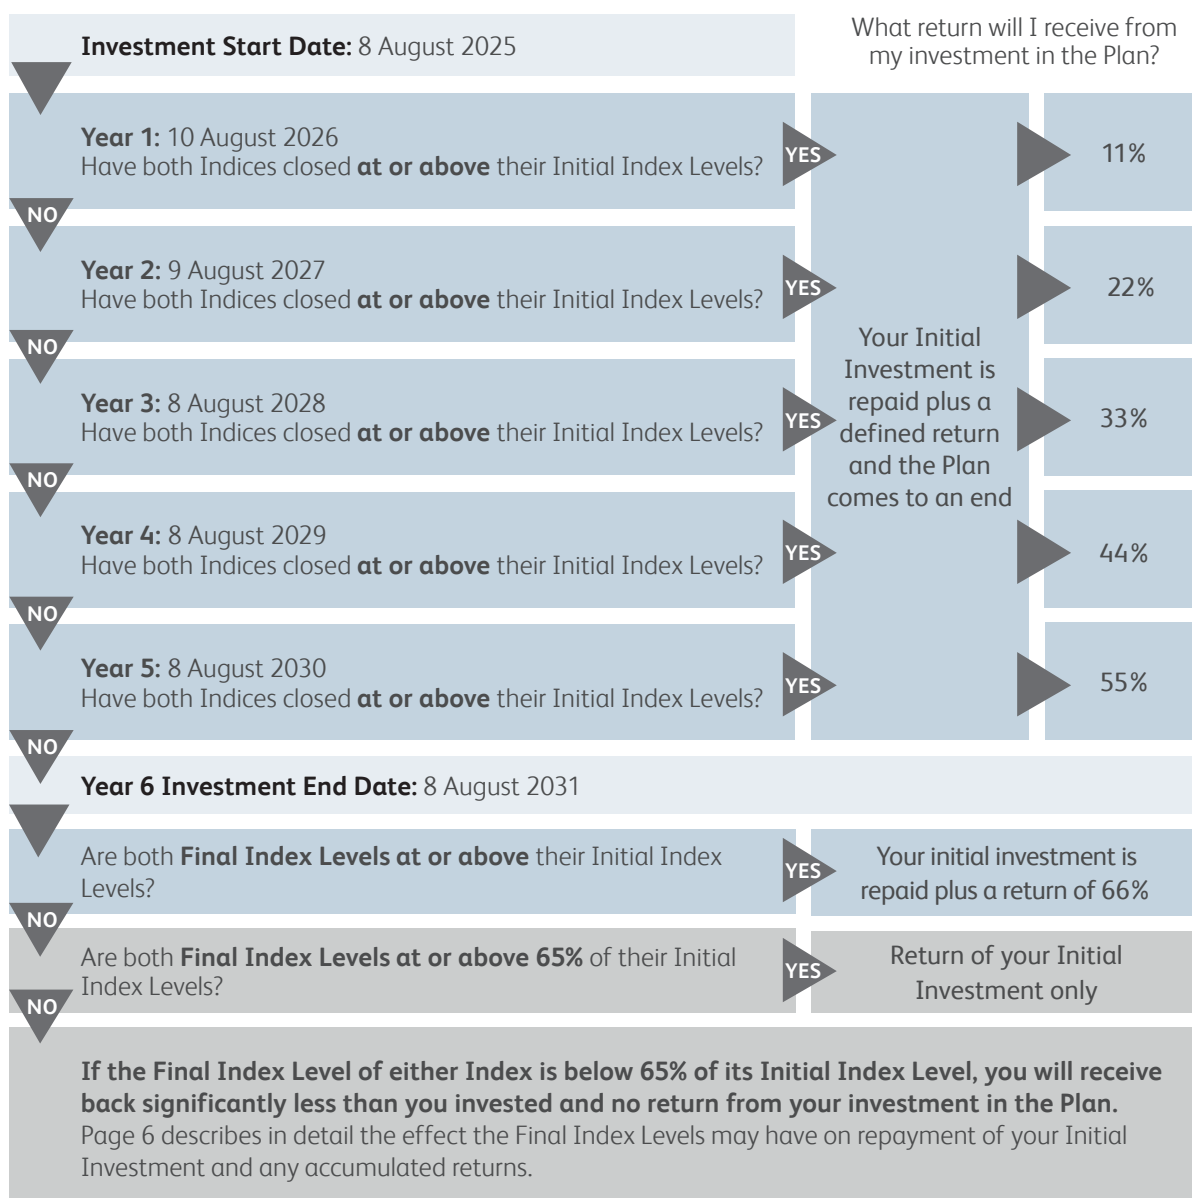 Investment Start Date: 8 August 2025
What return will I receive from
my investment in the Plan?
Year 1: 10 August 2026
Have both Indices closed at or above their Initial Index Levels?
YES
11%
NO
Year 2: 9 August 2027
Have both Indices closed at or above their Initial Index Levels?
YES
22%
NO
Year 3: 8 August 2028
Have both Indices closed at or above their Initial Index Levels?
YES
33%
NO
Year 4: 8 August 2029
Have both Indices closed at or above their Initial Index Levels?
YES
44%
NO
Year 5: 8 August 2030
Have both Indices closed at or above their Initial Index Levels?
YES
55%
Your Initial
Investment is
repaid plus a
defined return
and the Plan
comes to an end
NO
Year 6 Investment End Date: 8 August 2031
Are both Final Index Levels at or above their Initial Index
Levels?
YES
Your initial investment is
repaid plus a return of 66%
NO
Are both Final Index Levels at or above 65% of their Initial
Index Levels?
YES
Return of your Initial
Investment only
NO
If the Final Index Level of either Index is below 65% of its Initial Index Level, you will receive
back significantly less than you invested and no return from your investment in the Plan.
Page 6 describes in detail the effect the Final Index Levels may have on repayment of your Initial
Investment and any accumulated returns.